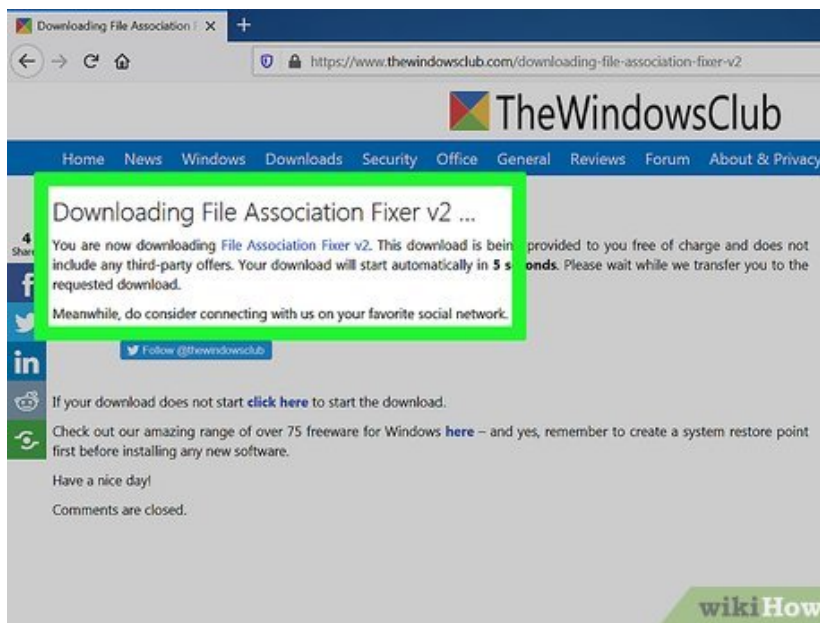 Downloading File Association F
https://www.thewindowsclub.com/downloading-file-association-fixer-v2
TheWindowsClub
Home News Windows Downloads Security Office General Reviews Forum About & Privacy
Downloading File Association Fixer v2 ...
4
Share
You are now downloading File Association Fixer v2. This download is being provided to you free of charge and does not
include any third-party offers. Your download will start automatically in 5 seconds. Please wait while we transfer you to the
requested download.
Meanwhile, do consider connecting with us on your favorite social network.
Follow @thewindowsclub
If your download does not start click here to start the download.
Check out our amazing range of over 75 freeware for Windows here – and yes, remember to create a system restore point
first before installing any new software.
Have a nice day!
Comments are closed.
wikiHow